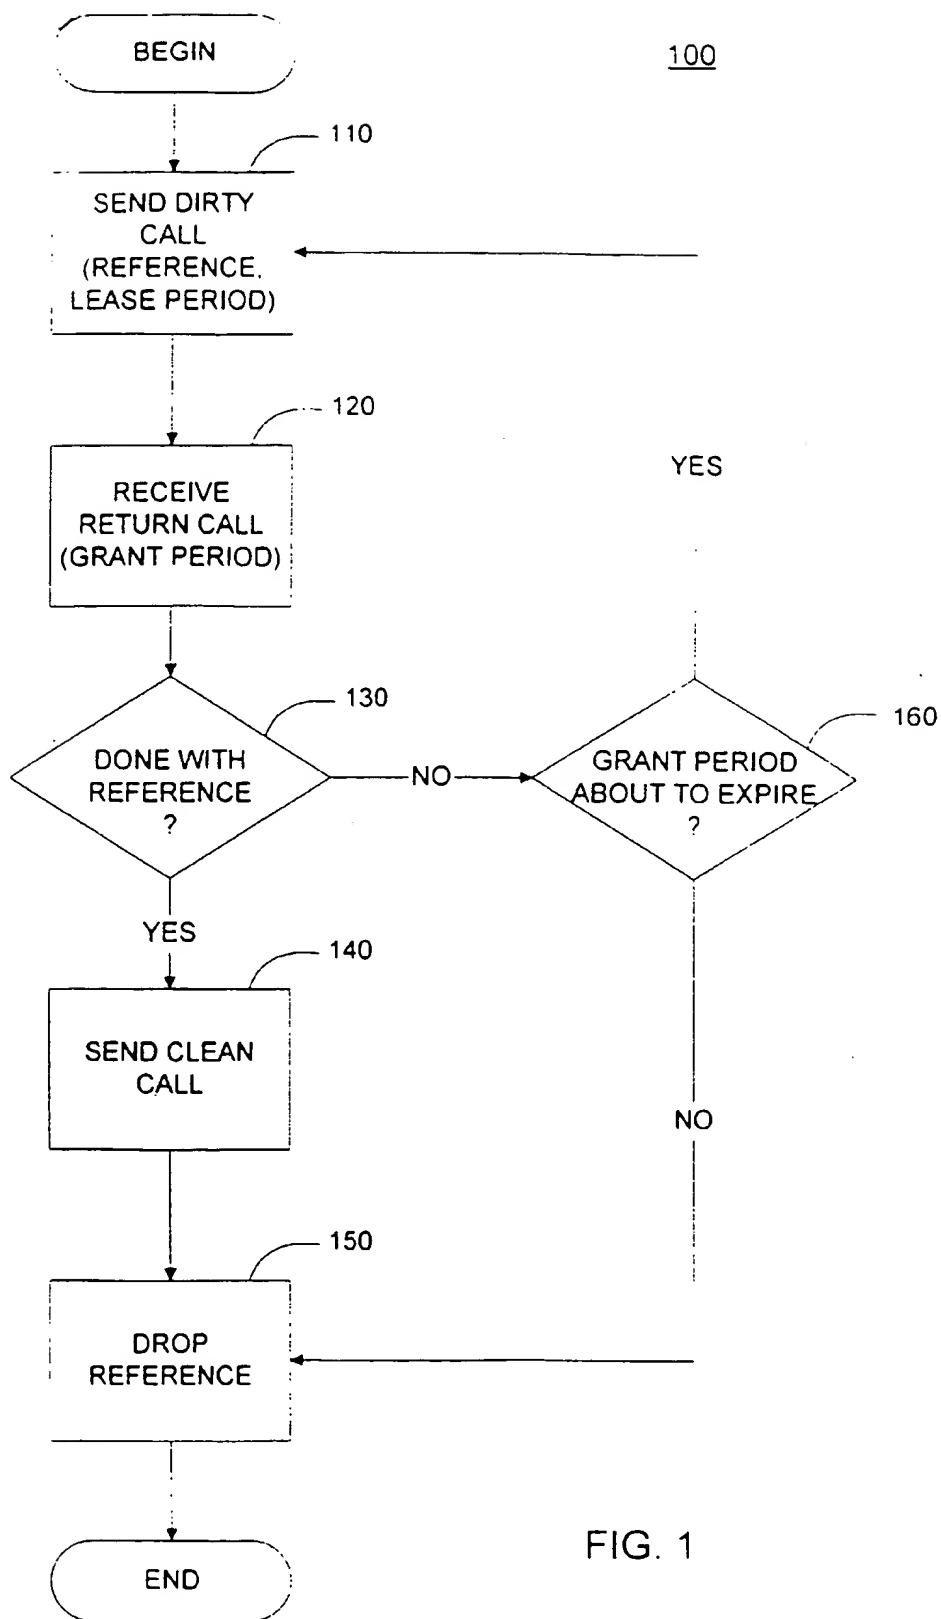 BEGIN
100
110
SEND DIRTY
CALL
(REFERENCE,
LEASE PERIOD)
120
RECEIVE
RETURN CALL
(GRANT PERIOD)
YES
130
DONE WITH
REFERENCE
?
NO
160
GRANT PERIOD
ABOUT TO EXPIRE
?
YES
140
SEND CLEAN
CALL
NO
150
DROP
REFERENCE
END
FIG. 1